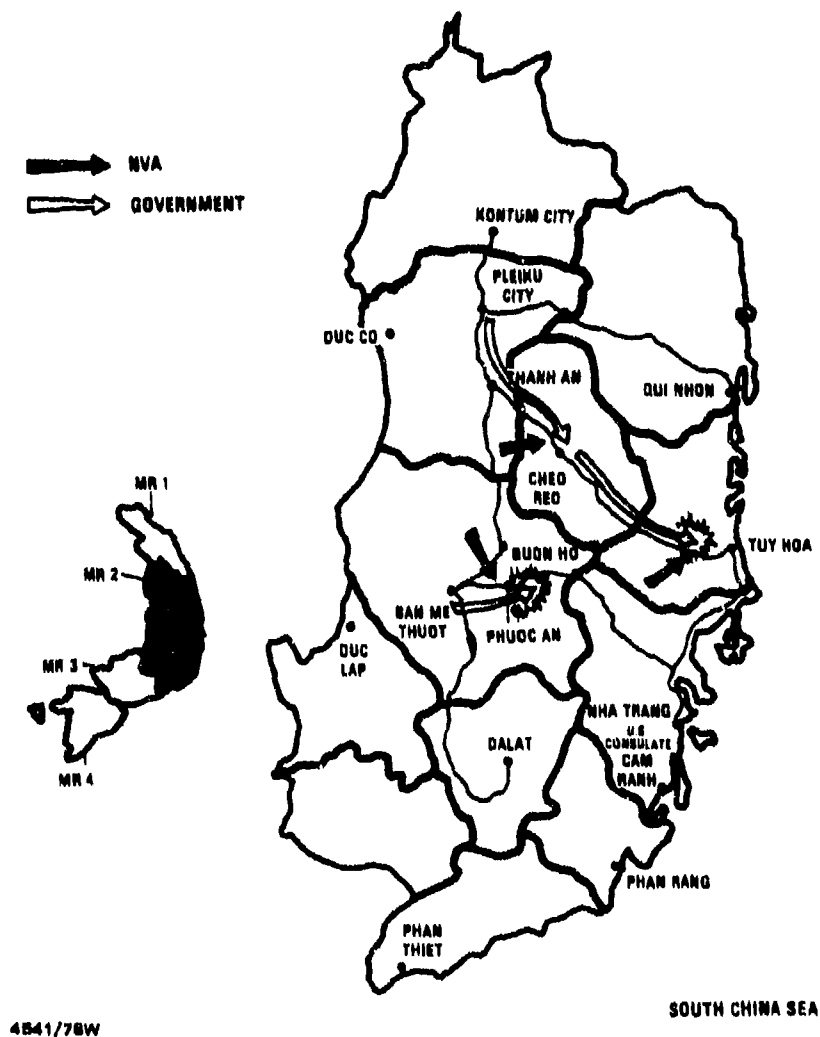 NVA
GOVERNMENT
KONTUM CITY
PLEIKU
CITY
DUC CO
THANH AN
QUI NHON
MR 1
CHEO
REO
MR 2
BUON HO
TUY HOA
BAN ME
THUOT
PHUOC AN
DUC
LAP
MR 3
NHA TRANG
U.S
CONSULATE
CAM
RANH
DALAT
MR 4
PHAN RANG
PHAN
THIET
SOUTH CHINA SEA
4541/78W